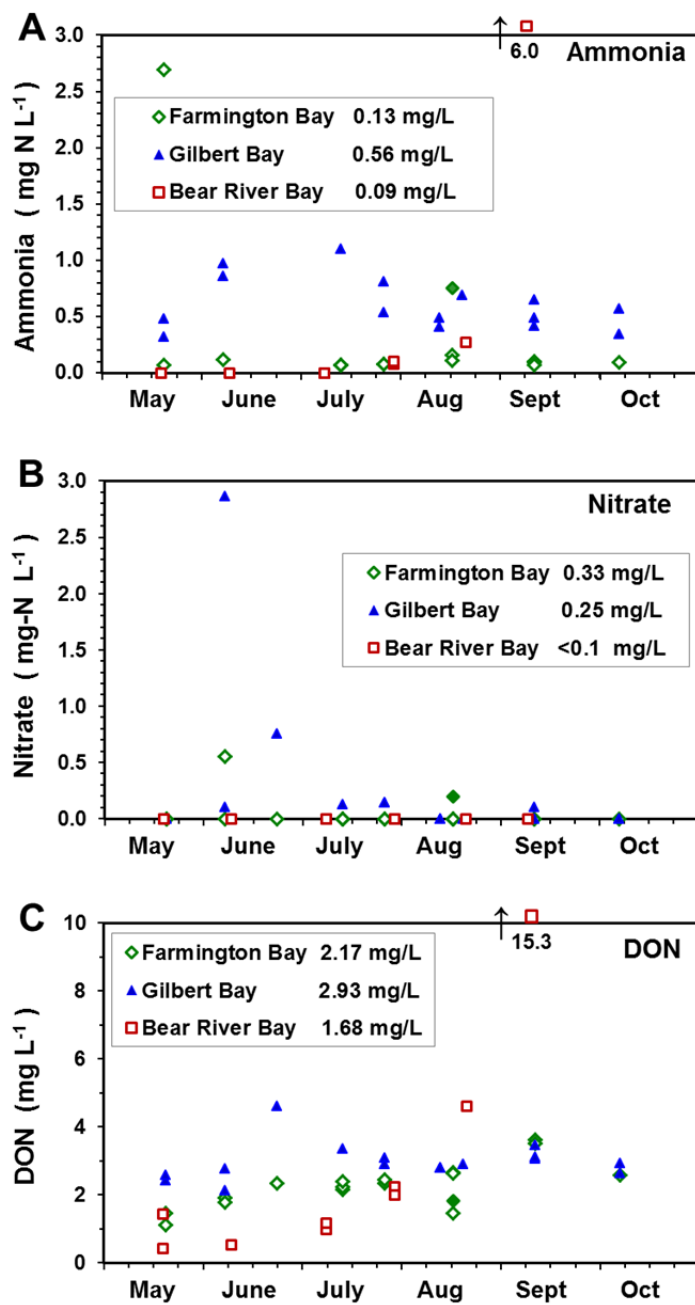 A
6.0
Ammonia
Farmington Bay 0.13 mg/L
Gilbert Bay 0.56 mg/L
Bear River Bay 0.09 mg/L
Ammonia ( mg N L⁻¹)
3.0
2.5
2.0
1.5
1.0
0.5
0.0
May June July Aug Sept Oct
B
Nitrate
Farmington Bay 0.33 mg/L
Gilbert Bay 0.25 mg/L
Bear River Bay <0.1 mg/L
Nitrate ( mg-N L⁻¹)
3.0
2.5
2.0
1.5
1.0
0.5
0.0
May June July Aug Sept Oct
C
15.3
DON
Farmington Bay 2.17 mg/L
Gilbert Bay 2.93 mg/L
Bear River Bay 1.68 mg/L
DON (mg L⁻¹)
10
8
6
4
2
0
May June July Aug Sept Oct